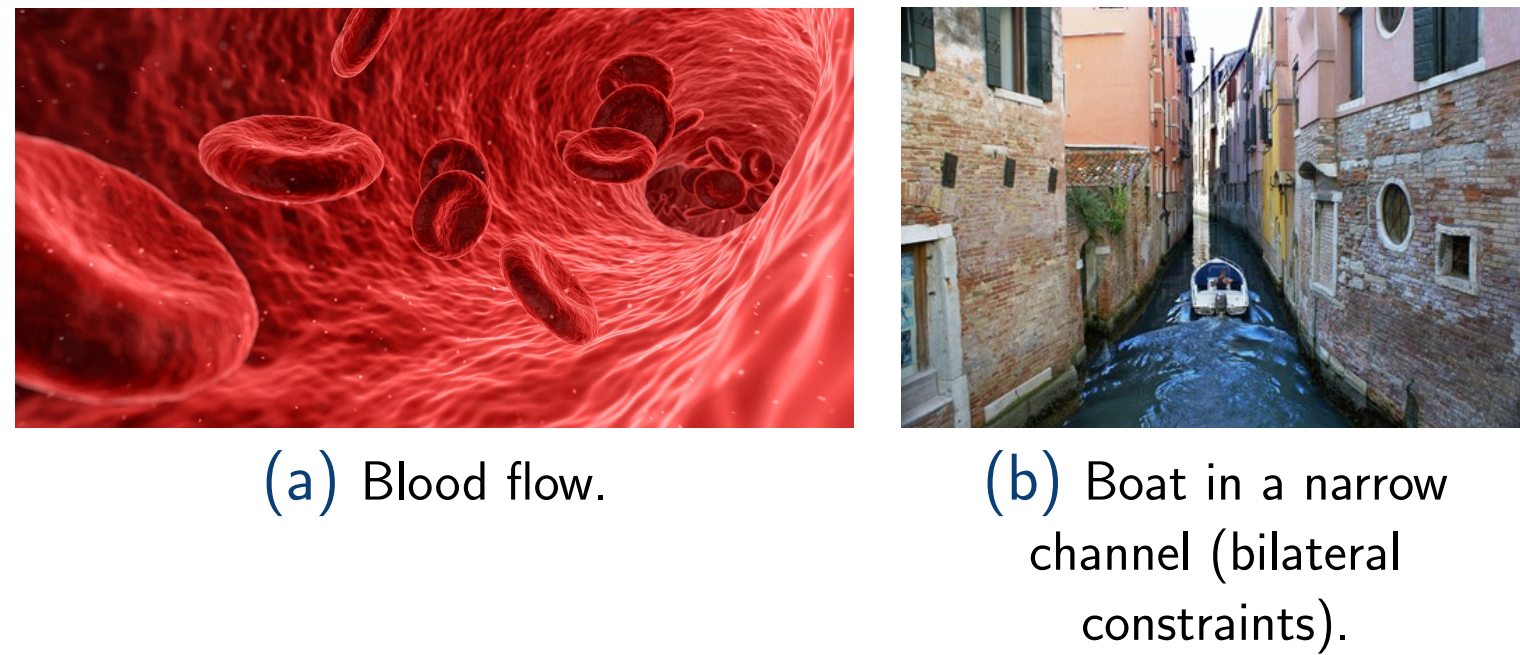 (a) Blood flow.
(b) Boat in a narrow
channel (bilateral
constraints).